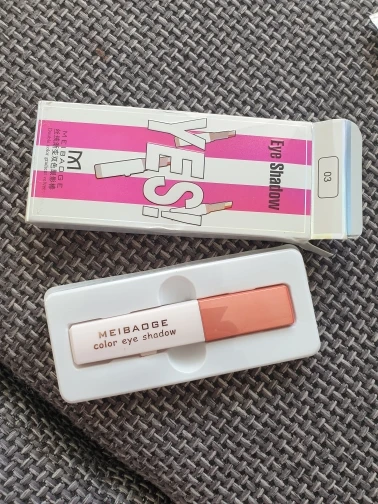 Eye Shadow
YES!
03
M
MEIBAOGE
MEIBAOGE
color eye shadow